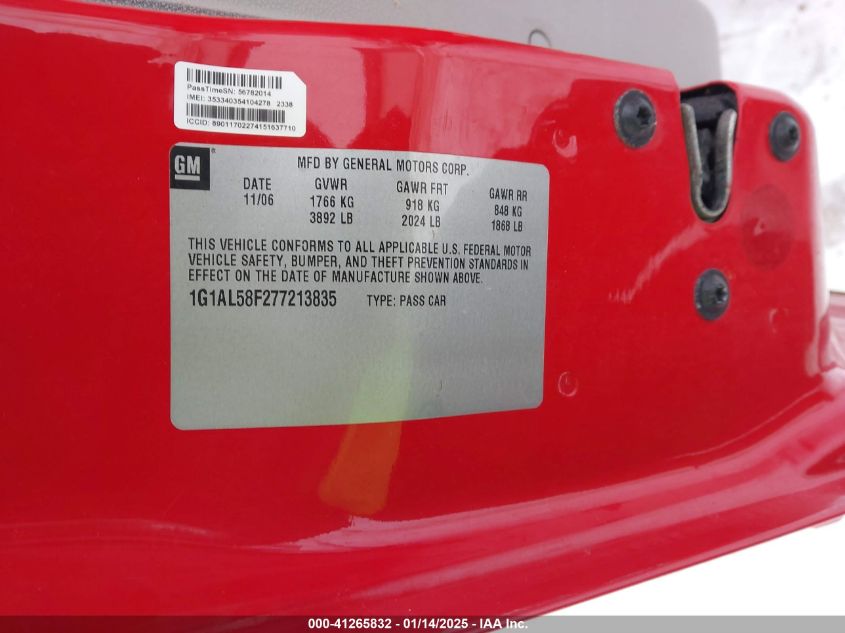 PassTimeSN: 56782014
IMEI: 353340354104278 2338
ICCID: 89011702274151637710
GM ®
MFD BY GENERAL MOTORS CORP.
DATE GVWR GAWR FRT GAWR RR
11/06 1766 KG 918 KG 848 KG
3892 LB 2024 LB 1868 LB
THIS VEHICLE CONFORMS TO ALL APPLICABLE U.S. FEDERAL MOTOR
VEHICLE SAFETY, BUMPER, AND THEFT PREVENTION STANDARDS IN
EFFECT ON THE DATE OF MANUFACTURE SHOWN ABOVE.
1G1AL58F277213835 TYPE: PASS CAR
000-41265832 - 01/14/2025 - IAA Inc.